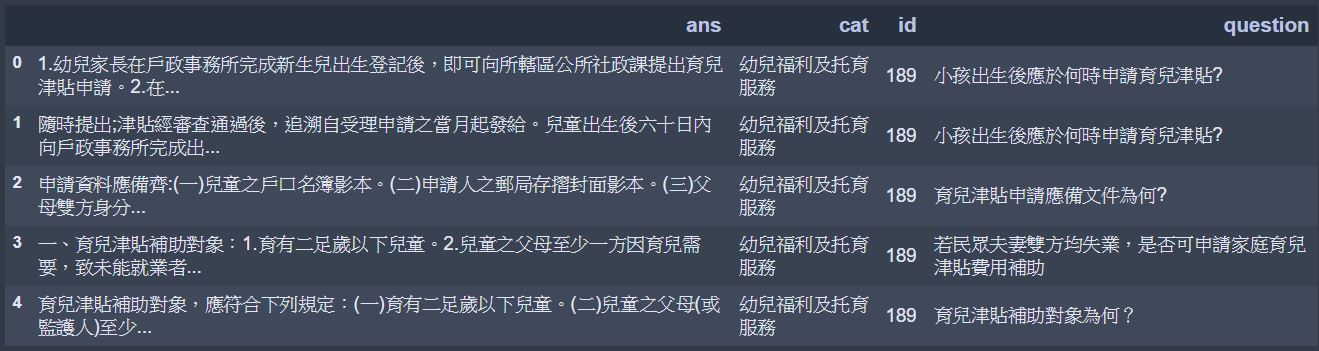 ans cat id question
0 1.幼兒家長在戶政事務所完成新生兒出生登記後，即可向所轄區公所社政課提出育兒 幼兒福利及托育 189 小孩出生後應於何時申請育兒津貼?
津貼申請。2.在... 服務
1 隨時提出;津貼經審查通過後，追溯自受理申請之當月起發給。兒童出生後六十日內 幼兒福利及托育 189 小孩出生後應於何時申請育兒津貼?
向戶政事務所完成出... 服務
2 申請資料應備齊:(一)兒童之戶口名簿影本。(二)申請人之郵局存摺封面影本。(三)父 幼兒福利及托育 189 育兒津貼申請應備文件為何?
母雙方身分... 服務
3 一、育兒津貼補助對象：1.育有二足歲以下兒童。2.兒童之父母至少一方因育兒需 幼兒福利及托育 189 若民眾夫妻雙方均失業，是否可申請家庭育兒
要，致未能就業者... 服務 津貼費用補助
4 育兒津貼補助對象，應符合下列規定：(一)育有二足歲以下兒童。(二)兒童之父母(或 幼兒福利及托育 189 育兒津貼補助對象為何？
監護人)至少... 服務